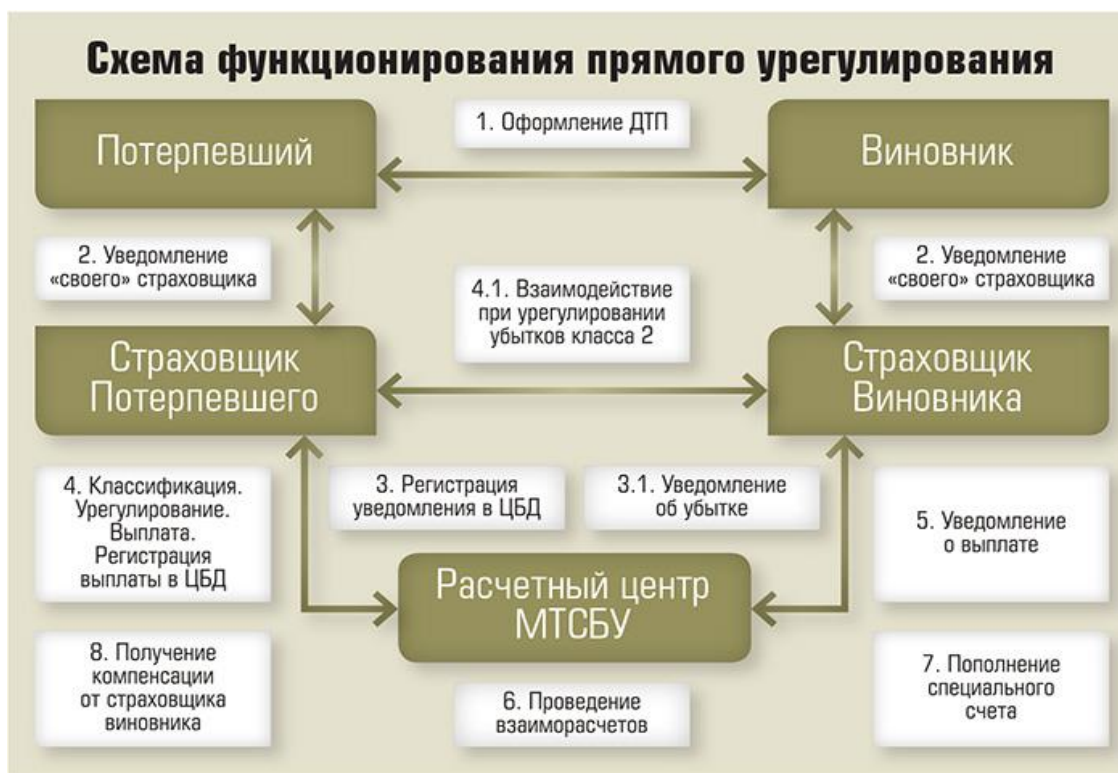 Схема функционирования прямого урегулирования
1. Оформление ДТП
Потерпевший
Виновник
2. Уведомление
«своего» страховщика
4.1. Взаимодействие
при урегулировании
убытков класса 2
2. Уведомление
«своего» страховщика
Страховщик
Потерпевшего
Страховщик
Виновника
4. Классификация.
Урегулирование.
Выплата.
Регистрация
выплаты в ЦБД
3. Регистрация
уведомления в ЦБД
3.1. Уведомление
об убытке
5. Уведомление
о выплате
Расчетный центр
МТСБУ
8. Получение
компенсации
от страховщика
виновника
6. Проведение
взаиморасчетов
7. Пополнение
специального
счета